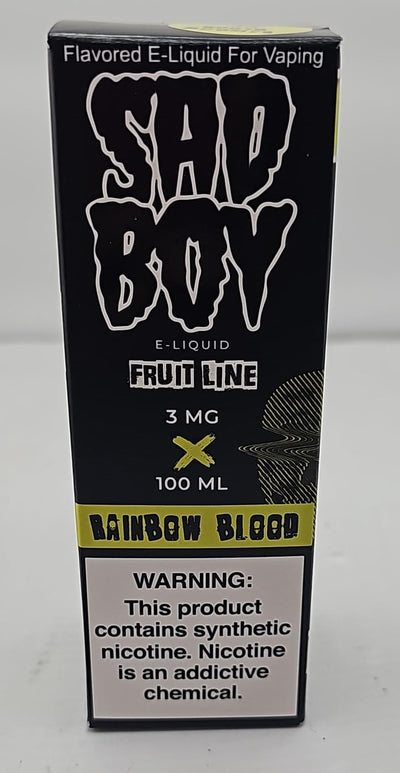 Flavored E-Liquid For Vaping
SAD
BOY
E-LIQUID
FRUIT LINE
3 MG
X
100 ML
RAINBOW BLOOD
WARNING:
This product
contains synthetic
nicotine. Nicotine
is an addictive
chemical.